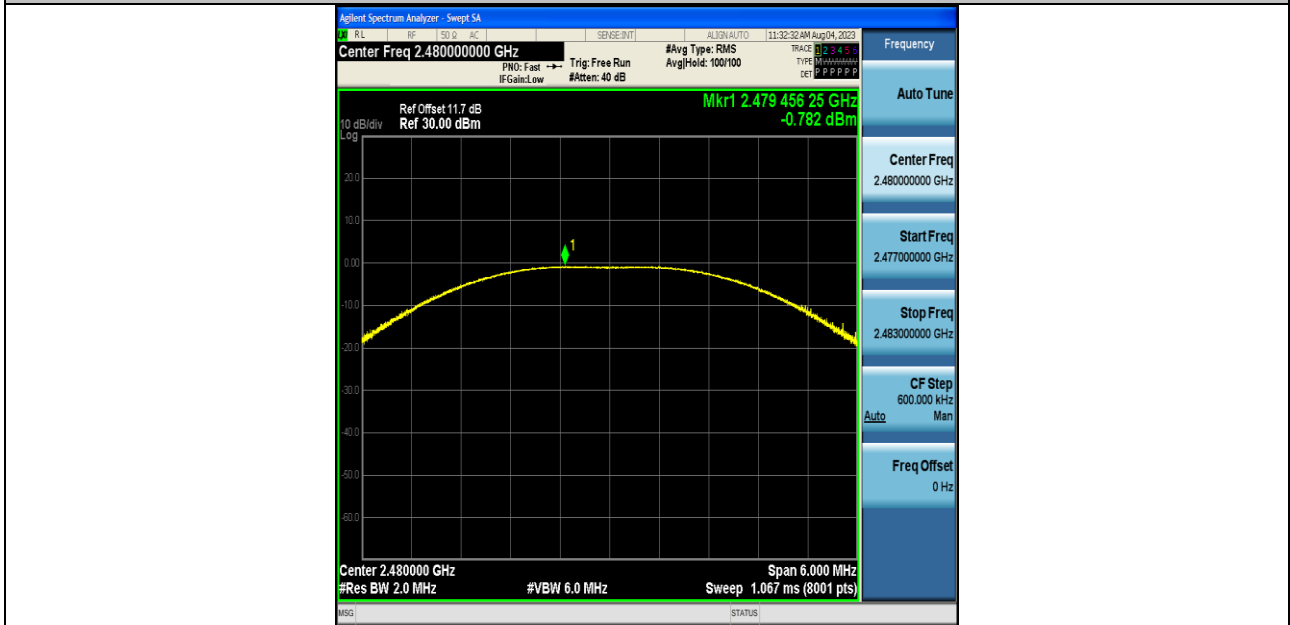 Agilent Spectrum Analyzer - Swept SA
RL RF 50 Ω AC SENSE:INT ALIGN AUTO 11:32:32 AM Aug 04, 2023
Center Freq 2.480000000 GHz
PNO: Fast
IFGain:Low
Trig: Free Run
#Atten: 40 dB
#Avg Type: RMS
Avg|Hold: 100/100
TRACE 1 2 3 4 5 6
TYPE
DET P P P P P P
Mkr1 2.479 456 25 GHz
-0.782 dBm
Ref Offset 11.7 dB
10 dB/div Ref 30.00 dBm
Log
20.0
10.0
0.00
-10.0
-20.0
-30.0
-40.0
-50.0
-60.0
1
Center 2.480000 GHz Span 6.000 MHz
#Res BW 2.0 MHz #VBW 6.0 MHz Sweep 1.067 ms (8001 pts)
MSG STATUS
Frequency
Auto Tune
Center Freq
2.480000000 GHz
Start Freq
2.477000000 GHz
Stop Freq
2.483000000 GHz
CF Step
600.000 kHz
Auto Man
Freq Offset
0 Hz